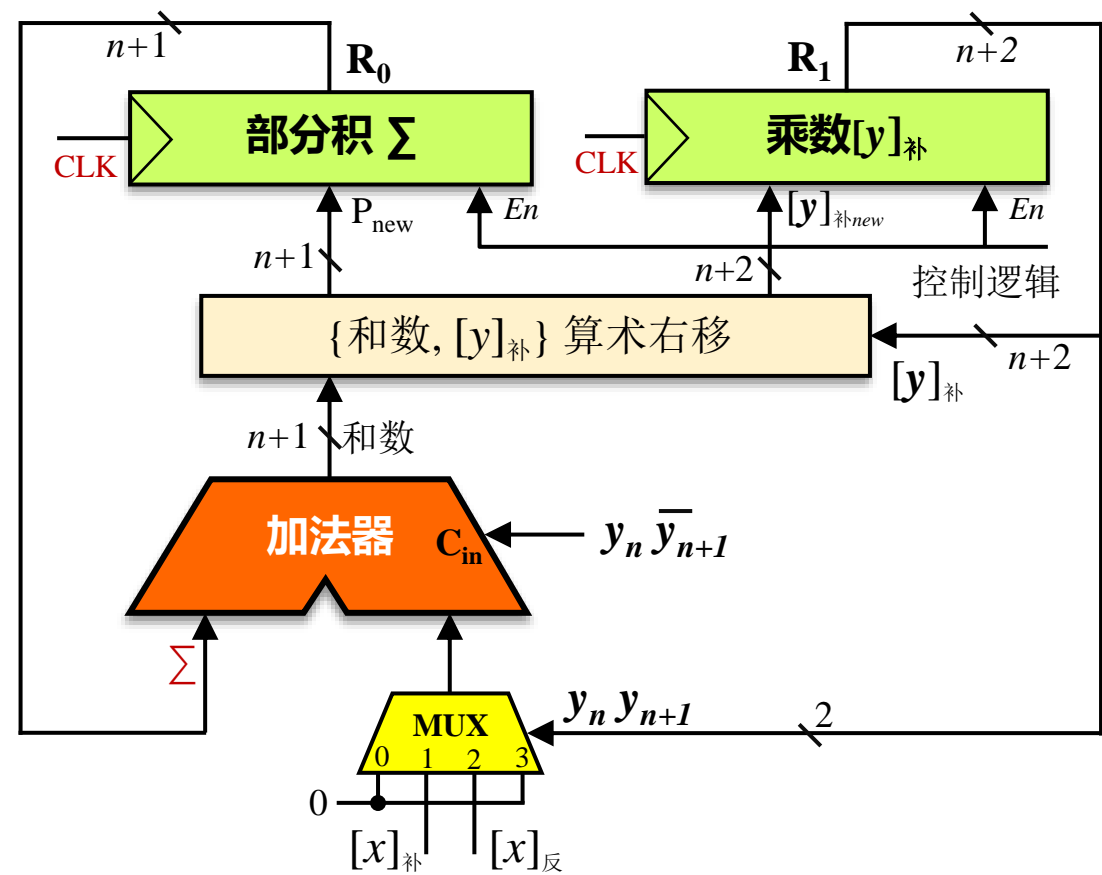 n+1
R₀
R₁
n+2
部分积 ∑
乘数[y]补
CLK
CLK
Pnew
En
[y]补new
En
n+1
n+2
控制逻辑
{和数, [y]补} 算术右移
n+2
[y]补
n+1
和数
加法器
Cin
yₙ y̅ₙ₊₁
∑
yₙ yₙ₊₁
2
MUX
0 1 2 3
0
[x]补
[x]反